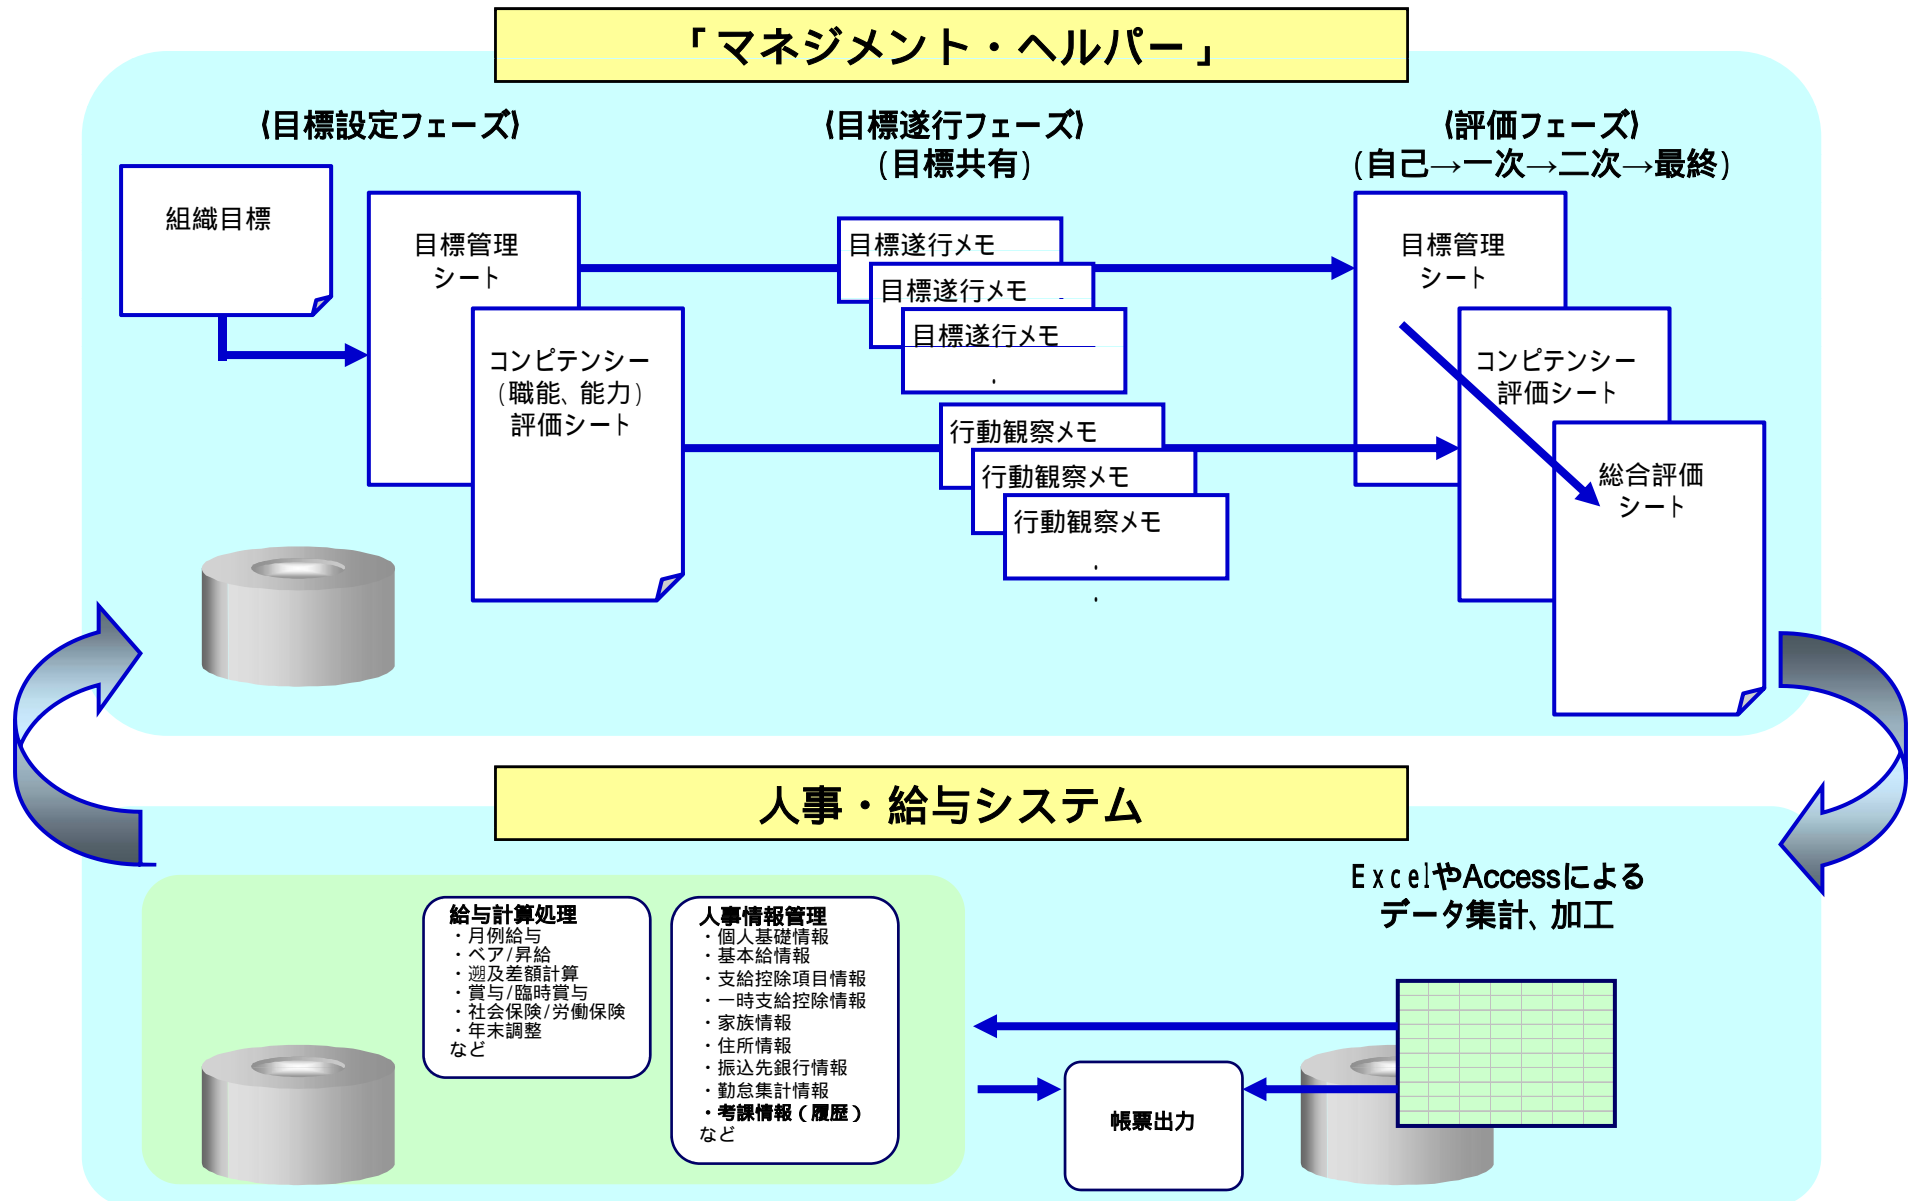 「マネジメント・ヘルパー」
《目標設定フェーズ》
《目標遂行フェーズ》
（目標共有）
《評価フェーズ》
（自己→一次→二次→最終）
組織目標
目標管理
シート
コンピテンシー
（職能、能力）
評価シート
目標遂行メモ
目標遂行メモ
目標遂行メモ
．
行動観察メモ
行動観察メモ
行動観察メモ
．
．
目標管理
シート
コンピテンシー
評価シート
総合評価
シート
人事・給与システム
給与計算処理
・月例給与
・ベア/昇給
・遡及差額計算
・賞与/臨時賞与
・社会保険/労働保険
・年末調整
など
人事情報管理
・個人基礎情報
・基本給情報
・支給控除項目情報
・一時支給控除情報
・家族情報
・住所情報
・振込先銀行情報
・勤怠集計情報
・考課情報（履歴）
など
ExcelやAccessによる
データ集計、加工
帳票出力